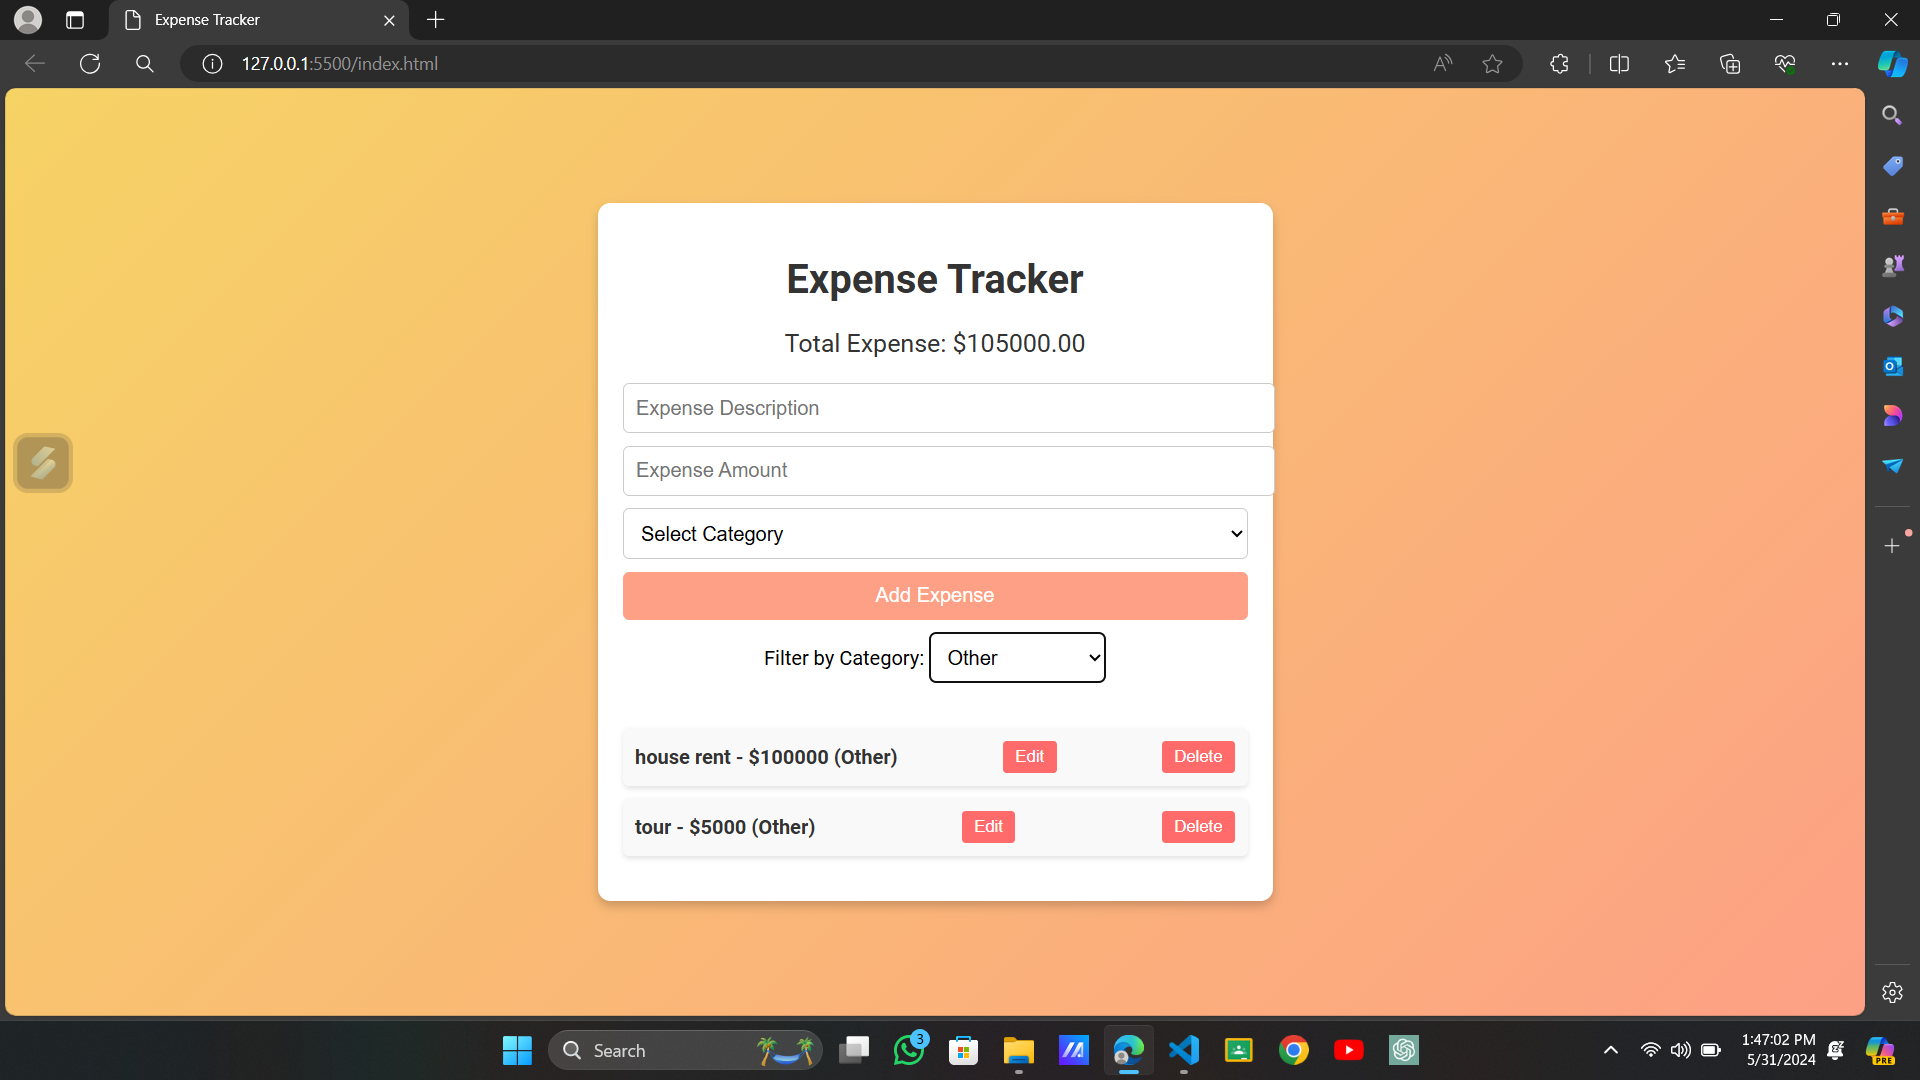 Expense Tracker
127.0.0.1:5500/index.html
Expense Tracker
Total Expense: $105000.00
Expense Description
Expense Amount
Select Category
Add Expense
Filter by Category: Other
house rent - $100000 (Other) Edit Delete
tour - $5000 (Other) Edit Delete
Search
3
1:47:02 PM
5/31/2024
PRE